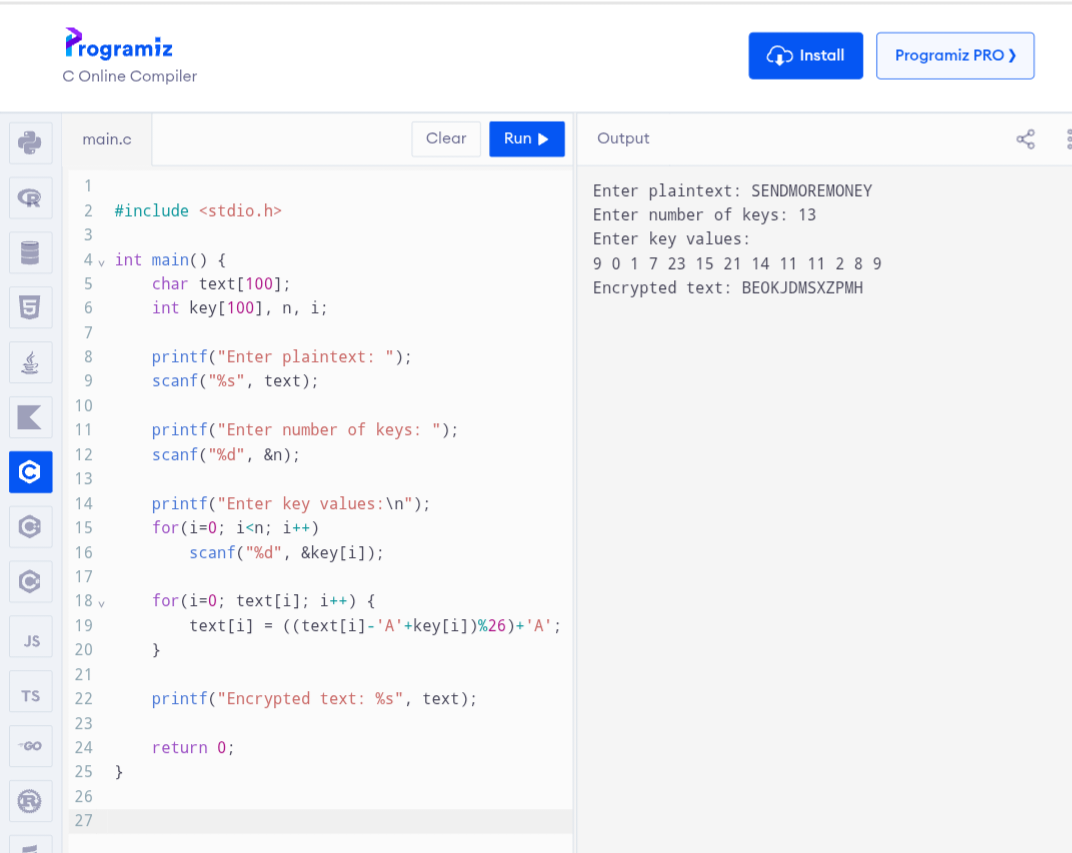 Programiz
C Online Compiler
Install
Programiz PRO ❯
main.c
Clear
Run
Output
1
2 #include <stdio.h>
3
4 int main() {
5 char text[100];
6 int key[100], n, i;
7
8 printf("Enter plaintext: ");
9 scanf("%s", text);
10
11 printf("Enter number of keys: ");
12 scanf("%d", &n);
13
14 printf("Enter key values:\n");
15 for(i=0; i<n; i++)
16 scanf("%d", &key[i]);
17
18 for(i=0; text[i]; i++) {
19 text[i] = ((text[i]-'A'+key[i])%26)+'A';
20 }
21
22 printf("Encrypted text: %s", text);
23
24 return 0;
25 }
26
27
Enter plaintext: SENDMOREMONEY
Enter number of keys: 13
Enter key values:
9 0 1 7 23 15 21 14 11 11 2 8 9
Encrypted text: BEOKJDMSXZPMH
JS
TS
GO